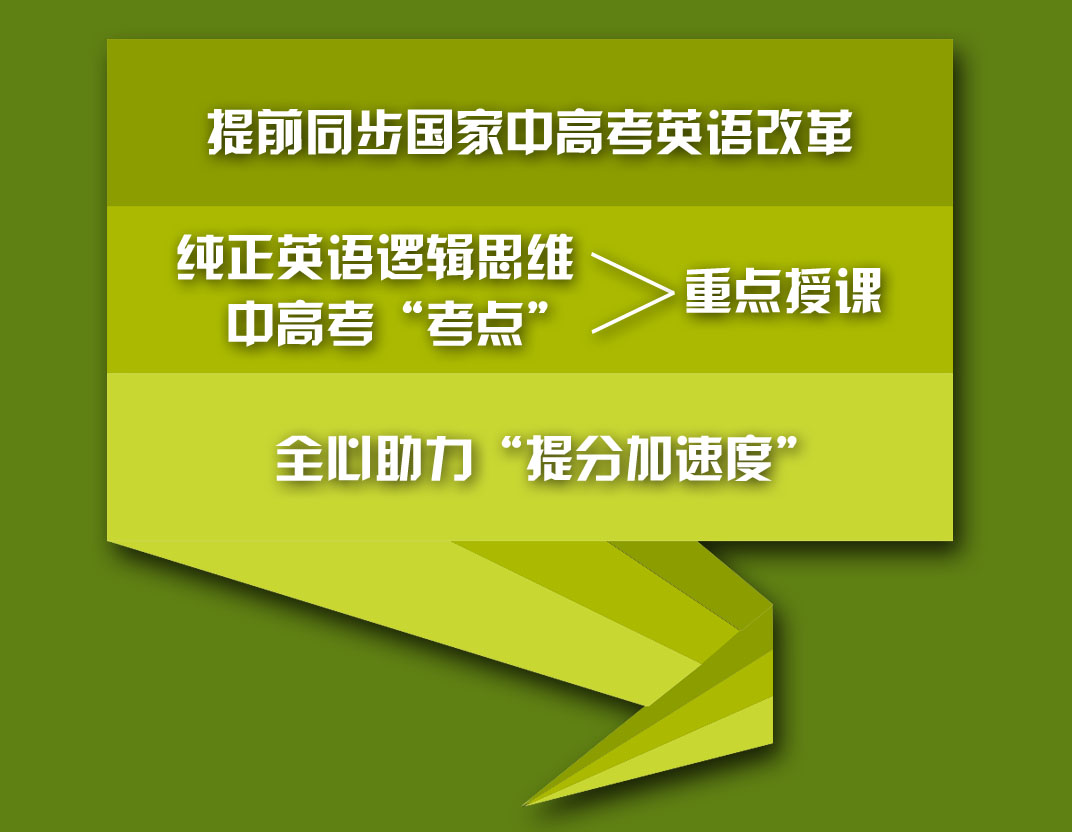 提前同步国家中高考英语改革
纯正英语逻辑思维
中高考“考点”
重点授课
全心助力“提分加速度”